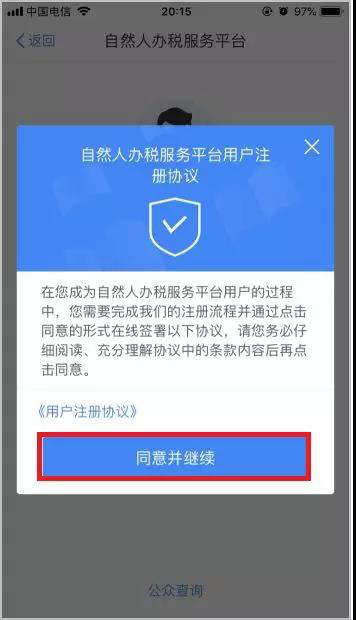 中国电信 20:15 97%
返回 自然人办税服务平台
自然人办税服务平台用户注
册协议
在您成为自然人办税服务平台用户的过程
中，您需要完成我们的注册流程并通过点击
同意的形式在线签署以下协议，请您务必仔
细阅读、充分理解协议中的条款内容后再点
击同意。
《用户注册协议》
同意并继续
公众查询